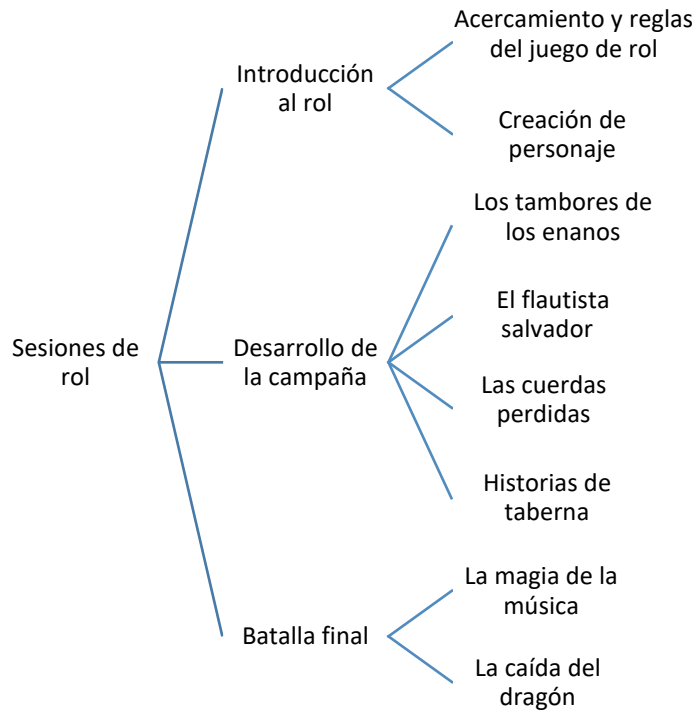 Sesiones de
rol
Introducción
al rol
Acercamiento y reglas
del juego de rol
Creación de
personaje
Desarrollo de
la campaña
Los tambores de
los enanos
El flautista
salvador
Las cuerdas
perdidas
Historias de
taberna
Batalla final
La magia de la
música
La caída del
dragón